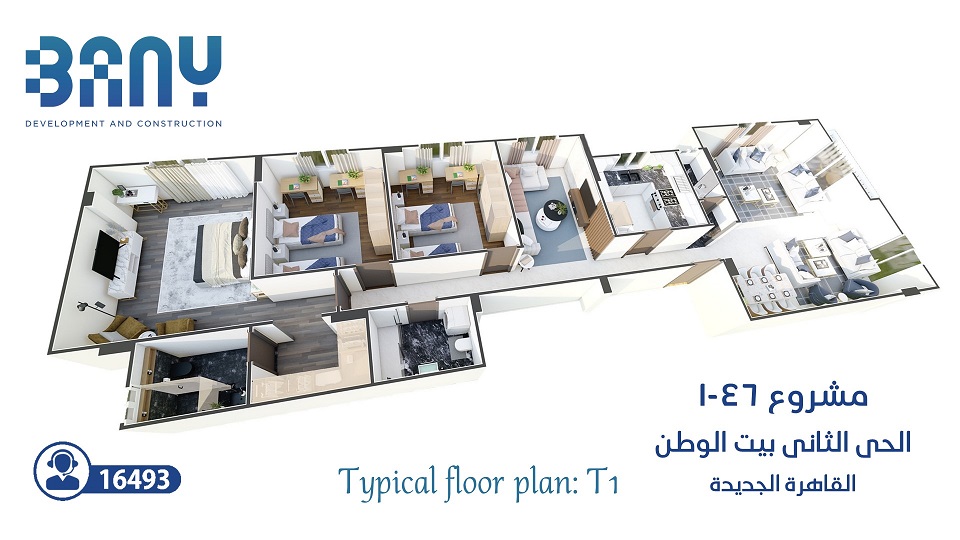 BANY
DEVELOPMENT AND CONSTRUCTION
مشروع ٤٦-١
الحى الثانى بيت الوطن
القاهرة الجديدة
16493
Typical floor plan: T1